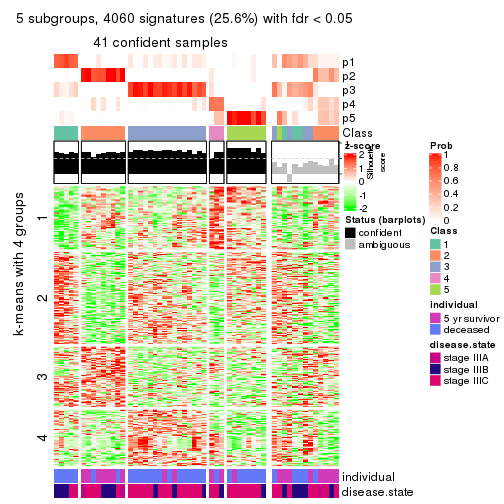 5 subgroups, 4060 signatures (25.6%) with fdr < 0.05
41 confident samples
p1
p2
p3
p4
p5
Class
Silhouette
score
k-means with 4 groups
1
2
3
4
individual
disease.state
z-score
2
1
0
-1
-2
Status (barplots)
confident
ambiguous
Prob
1
0.8
0.6
0.4
0.2
0
Class
1
2
3
4
5
individual
5 yr survivor
deceased
disease.state
stage IIIA
stage IIIB
stage IIIC